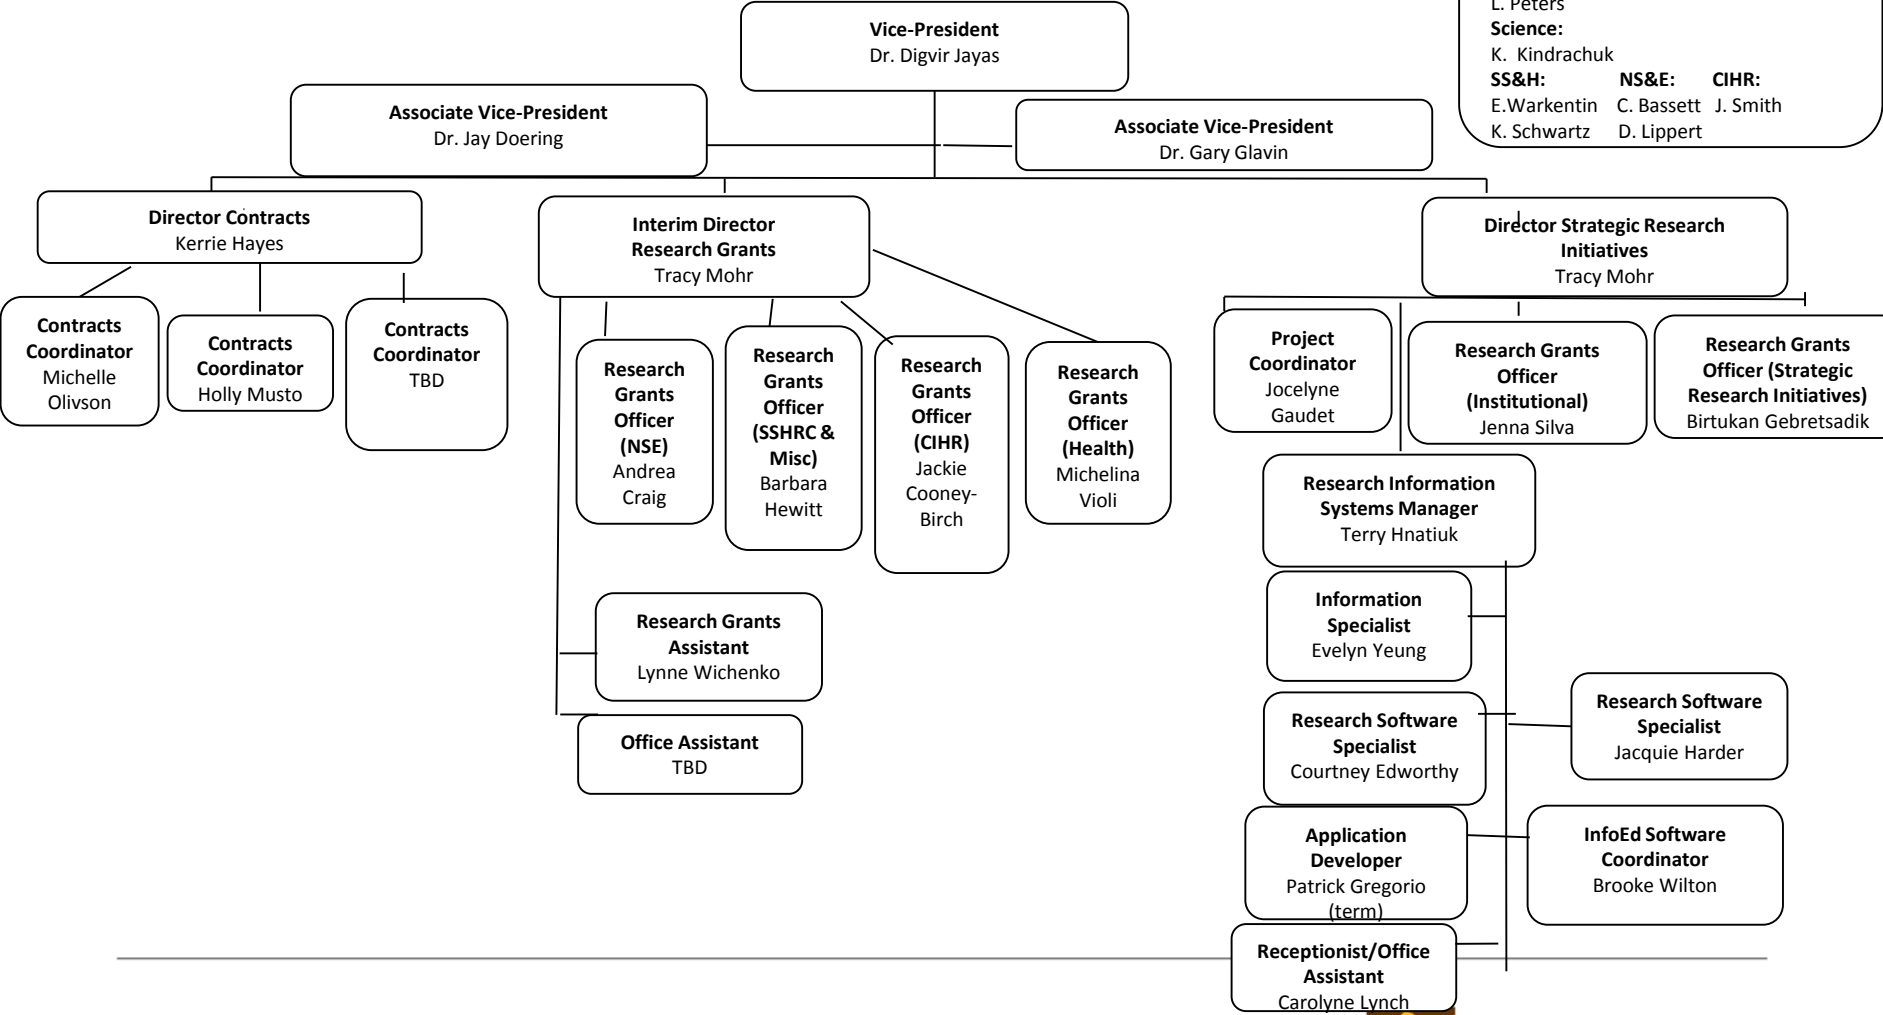 Vice-President
Dr. Digvir Jayas
L. Peters
Science:
K. Kindrachuk
SS&H: NS&E: CIHR:
E.Warkentin C. Bassett J. Smith
K. Schwartz D. Lippert
Associate Vice-President
Dr. Jay Doering
Associate Vice-President
Dr. Gary Glavin
Director Contracts
Kerrie Hayes
Interim Director
Research Grants
Tracy Mohr
Director Strategic Research
Initiatives
Tracy Mohr
Contracts
Coordinator
Michelle
Olivson
Contracts
Coordinator
Holly Musto
Contracts
Coordinator
TBD
Research
Grants
Officer
(NSE)
Andrea
Craig
Research
Grants
Officer
(SSHRC &
Misc)
Barbara
Hewitt
Research
Grants
Officer
(CIHR)
Jackie
Cooney-
Birch
Research
Grants
Officer
(Health)
Michelina
Violi
Project
Coordinator
Jocelyne
Gaudet
Research Grants
Officer
(Institutional)
Jenna Silva
Research Grants
Officer (Strategic
Research Initiatives)
Birtukan Gebretsadik
Research Information
Systems Manager
Terry Hnatiuk
Research Grants
Assistant
Lynne Wichenko
Office Assistant
TBD
Information
Specialist
Evelyn Yeung
Research Software
Specialist
Courtney Edworthy
Research Software
Specialist
Jacquie Harder
Application
Developer
Patrick Gregorio
(term)
InfoEd Software
Coordinator
Brooke Wilton
Receptionist/Office
Assistant
Carolyne Lynch